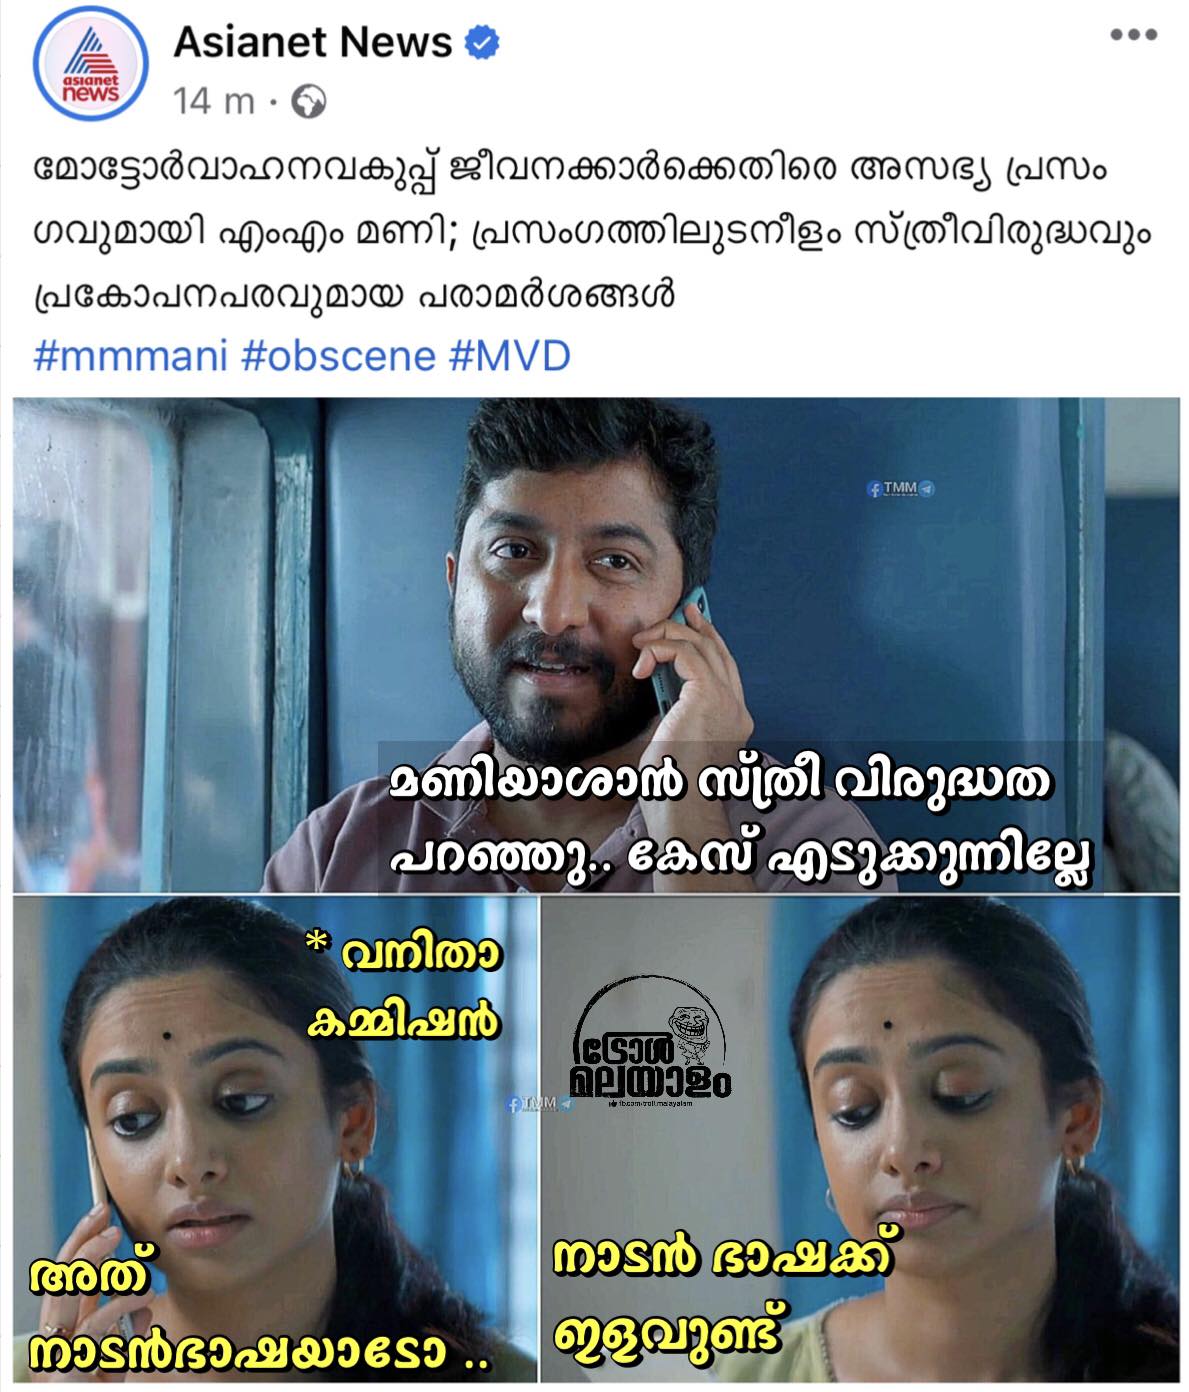 Asianet News
14 m ·
asianet
news
മോട്ടോർവാഹനവകുപ്പ് ജീവനക്കാർക്കെതിരെ അസഭ്യ പ്രസം
ഗവുമായി എംഎം മണി; പ്രസംഗത്തിലുടനീളം സ്ത്രീവിരുദ്ധവും
പ്രകോപനപരവുമായ പരാമർശങ്ങൾ
#mmmani #obscene #MVD
TMM
മണിയാശാൻ സ്ത്രീ വിരുദ്ധത
പറഞ്ഞു.. കേസ് എടുക്കുന്നില്ലേ
* വനിതാ
കമ്മിഷൻ
അത്
നാടൻഭാഷയാടോ ..
TMM
ട്രോൾ
മലയാളം
fb.com/troll.malayalam
നാടൻ ഭാഷക്ക്
ഇളവുണ്ട്